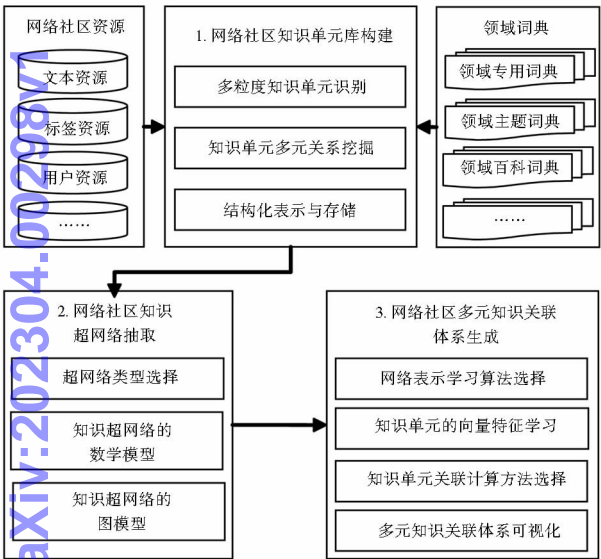 网络社区资源
文本资源
标签资源
用户资源
……
1. 网络社区知识单元库构建
多粒度知识单元识别
知识单元多元关系挖掘
结构化表示与存储
领域词典
领域专用词典
领域主题词典
领域百科词典
……
2. 网络社区知识
超网络抽取
超网络类型选择
知识超网络的
数学模型
知识超网络的
图模型
3. 网络社区多元知识关联
体系生成
网络表示学习算法选择
知识单元的向量特征学习
知识单元关联计算方法选择
多元知识关联体系可视化
aXiv:202304.00298v1